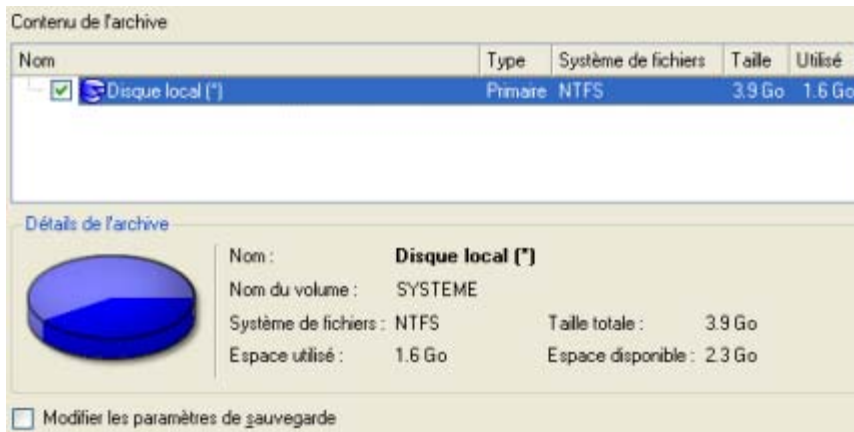 Contenu de l'archive
Nom Type Système de fichiers Taille Utilisé
Disque local (*) Primaire NTFS 3.9 Go 1.6 Go
Détails de l'archive
Nom : Disque local (*)
Nom du volume : SYSTEME
Système de fichiers : NTFS Taille totale : 3.9 Go
Espace utilisé : 1.6 Go Espace disponible : 2.3 Go
Modifier les paramètres de sauvegarde